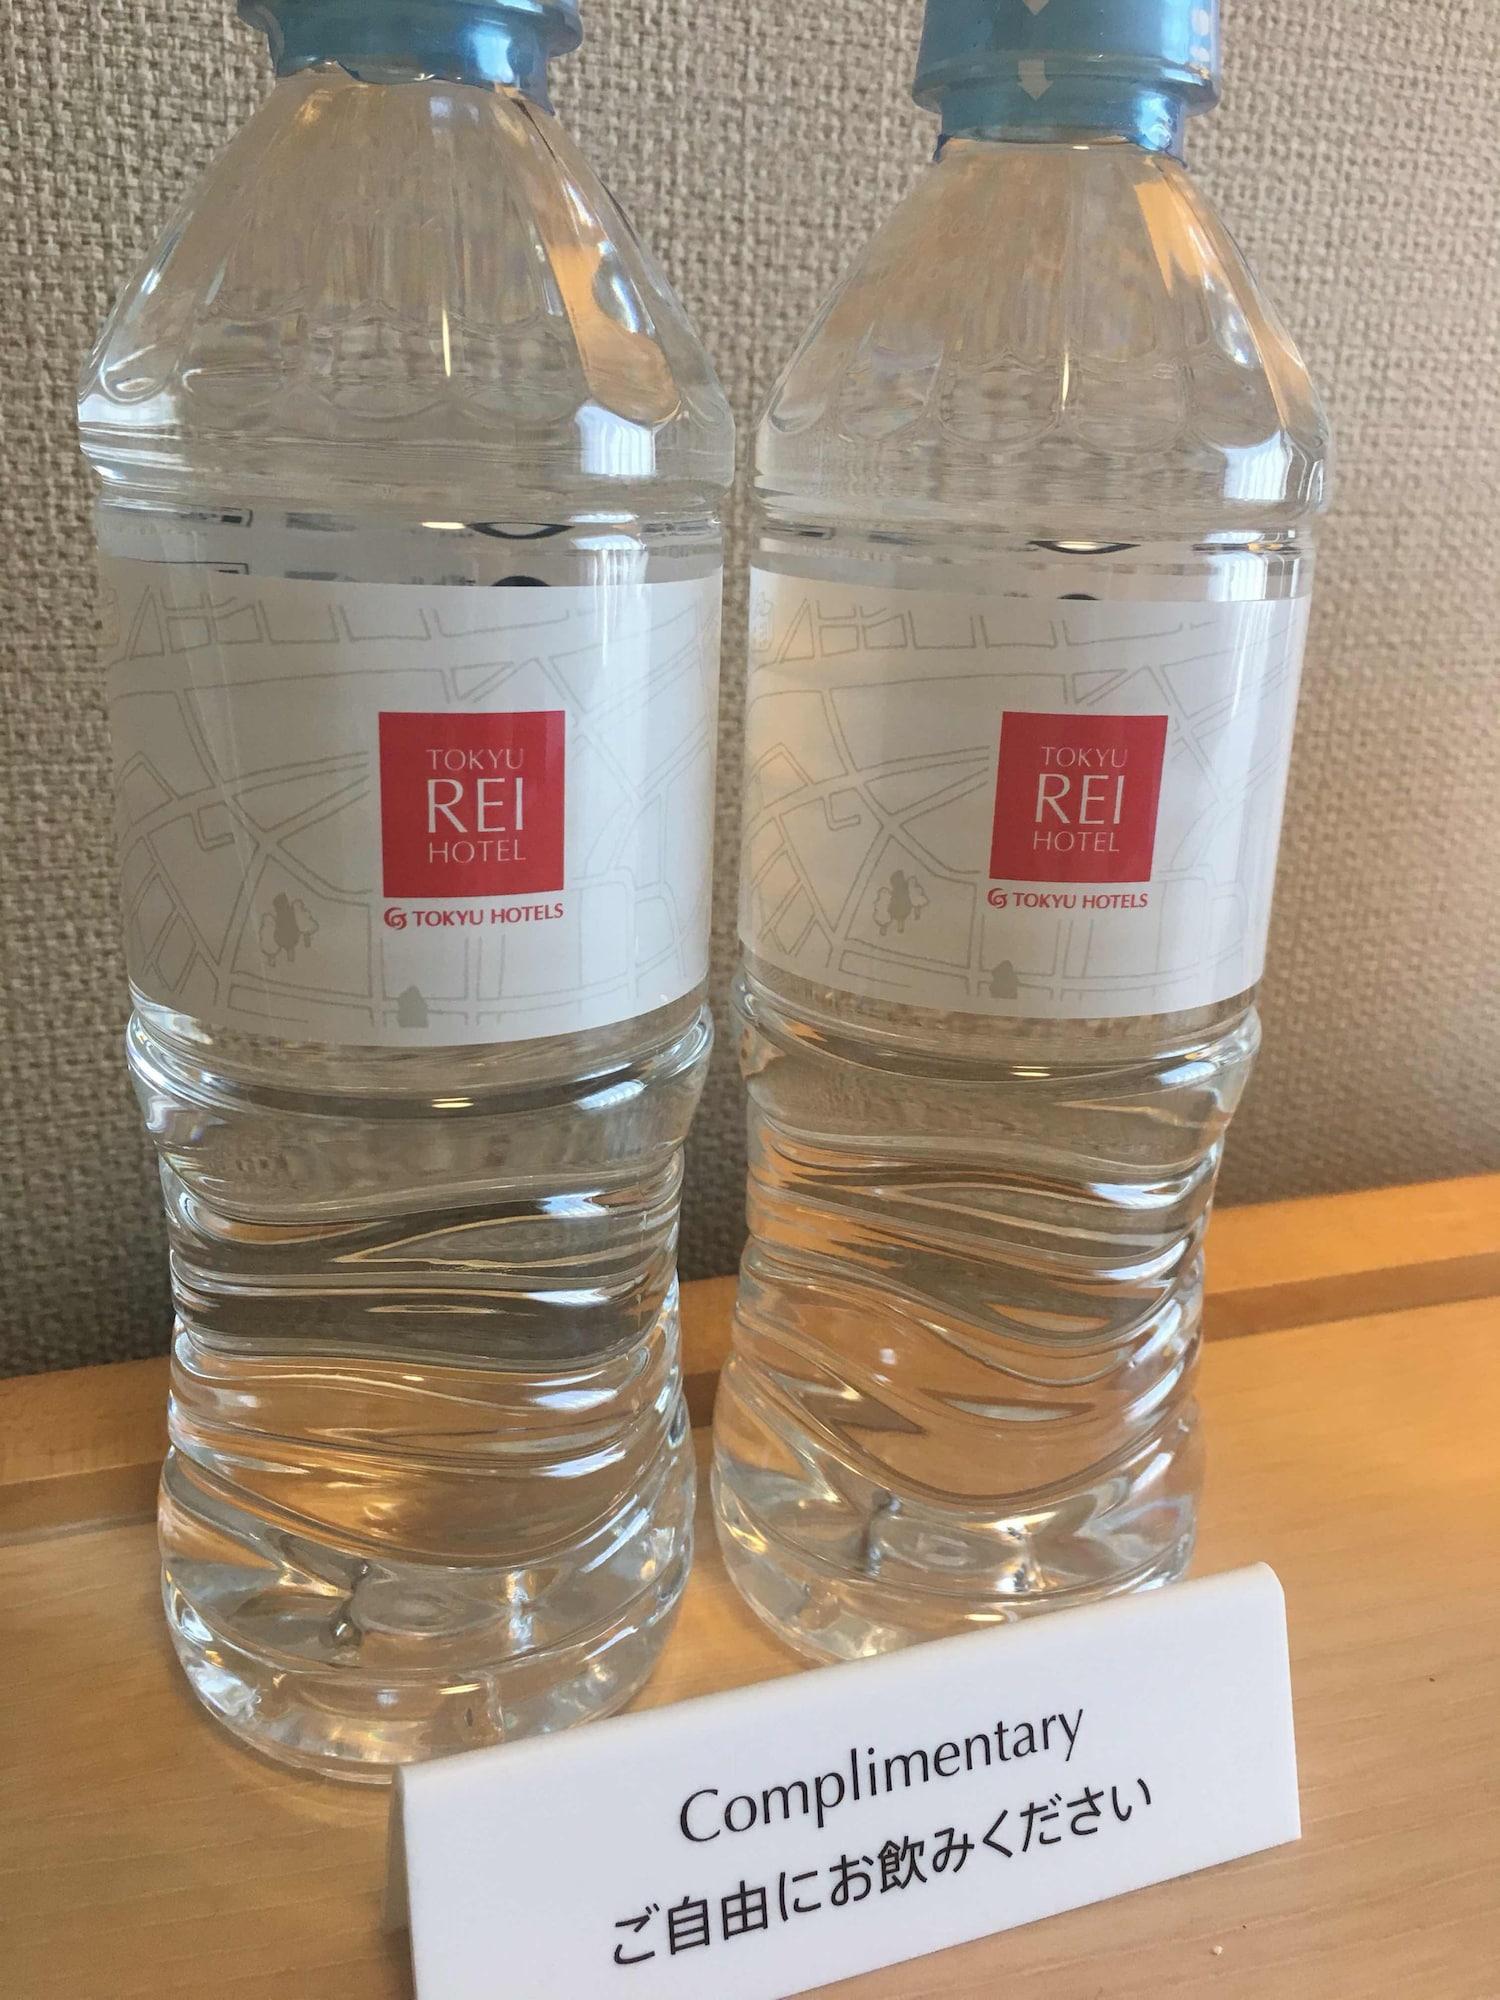 TOKYU
REI
HOTEL
TOKYU HOTELS
TOKYU
REI
HOTEL
TOKYU HOTELS
Complimentary
ご自由にお飲みください